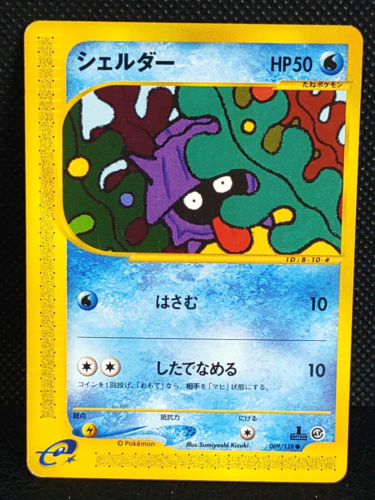 シェルダー HP50
たねポケモン
ID:B-10-#
はさむ 10
したでなめる 10
コインを1回投げ、「おもて」なら、相手を「マヒ」状態にする。
弱点 抵抗力 にげる
1 EDITION
© Pokémon Illus. Sumiyoshi Kizuki 009/128
e